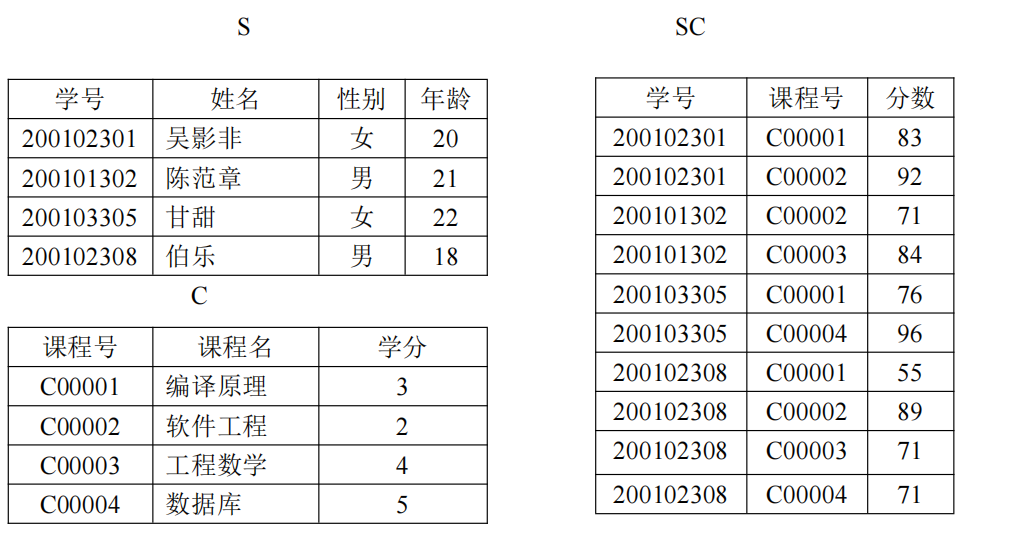 S
学号 姓名 性别 年龄
200102301 吴影非 女 20
200101302 陈范章 男 21
200103305 甘甜 女 22
200102308 伯乐 男 18
C
课程号 课程名 学分
C00001 编译原理 3
C00002 软件工程 2
C00003 工程数学 4
C00004 数据库 5
SC
学号 课程号 分数
200102301 C00001 83
200102301 C00002 92
200101302 C00002 71
200101302 C00003 84
200103305 C00001 76
200103305 C00004 96
200102308 C00001 55
200102308 C00002 89
200102308 C00003 71
200102308 C00004 71